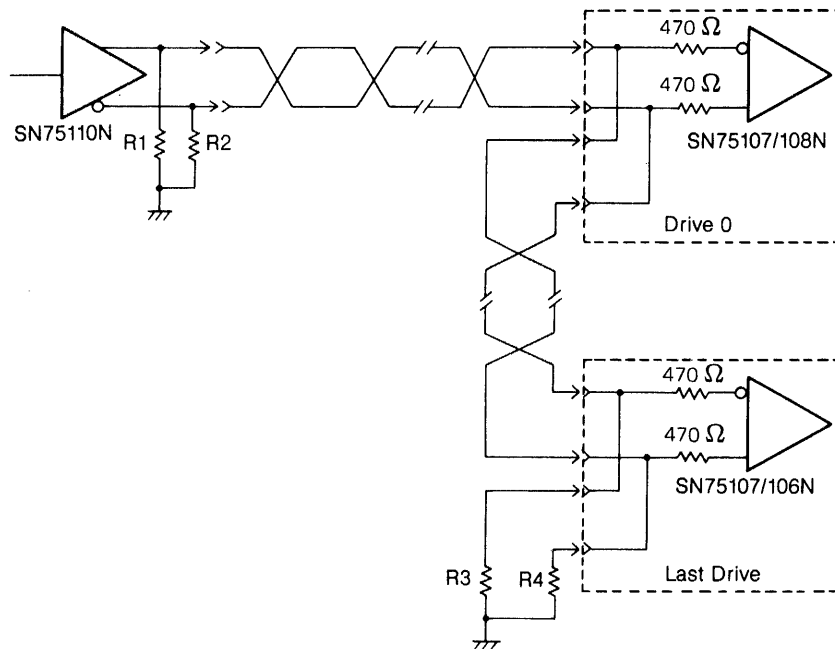 470 Ω
470 Ω
SN75110N
R1
R2
SN75107/108N
Drive 0
470 Ω
470 Ω
SN75107/106N
R3
R4
Last Drive